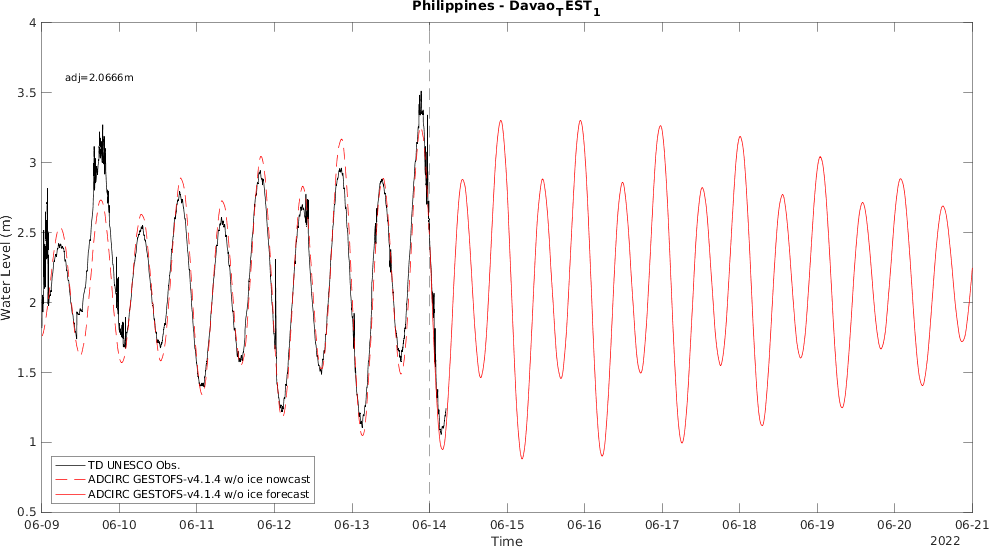 Philippines - Davao_TEST_1
4
adj=2.0666m
3.5
3
2.5
2
1.5
1
0.5
Water Level (m)
TD UNESCO Obs.
ADCIRC GESTOFS-v4.1.4 w/o ice nowcast
ADCIRC GESTOFS-v4.1.4 w/o ice forecast
06-09 06-10 06-11 06-12 06-13 06-14 06-15 06-16 06-17 06-18 06-19 06-20 06-21
Time
2022